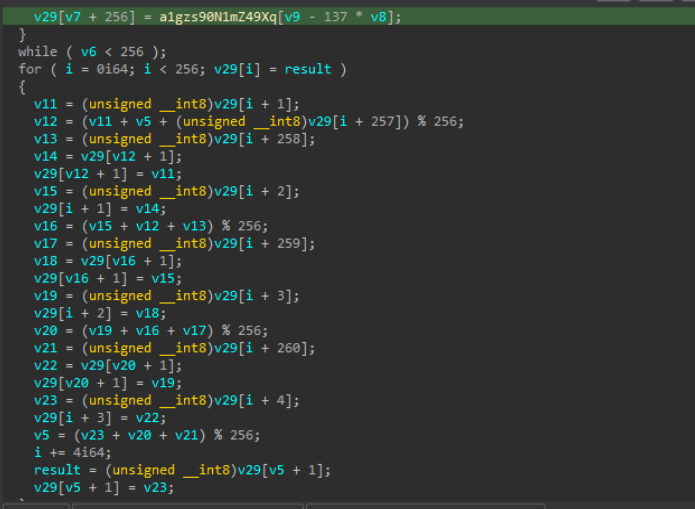 v29[v7 + 256] = a1gzs90N1mZ49Xq[v9 - 137 * v8];
}
while ( v6 < 256 );
for ( i = 0i64; i < 256; v29[i] = result )
{
v11 = (unsigned __int8)v29[i + 1];
v12 = (v11 + v5 + (unsigned __int8)v29[i + 257]) % 256;
v13 = (unsigned __int8)v29[i + 258];
v14 = v29[v12 + 1];
v29[v12 + 1] = v11;
v15 = (unsigned __int8)v29[i + 2];
v29[i + 1] = v14;
v16 = (v15 + v12 + v13) % 256;
v17 = (unsigned __int8)v29[i + 259];
v18 = v29[v16 + 1];
v29[v16 + 1] = v15;
v19 = (unsigned __int8)v29[i + 3];
v29[i + 2] = v18;
v20 = (v19 + v16 + v17) % 256;
v21 = (unsigned __int8)v29[i + 260];
v22 = v29[v20 + 1];
v29[v20 + 1] = v19;
v23 = (unsigned __int8)v29[i + 4];
v29[i + 3] = v22;
v5 = (v23 + v20 + v21) % 256;
i += 4i64;
result = (unsigned __int8)v29[v5 + 1];
v29[v5 + 1] = v23;